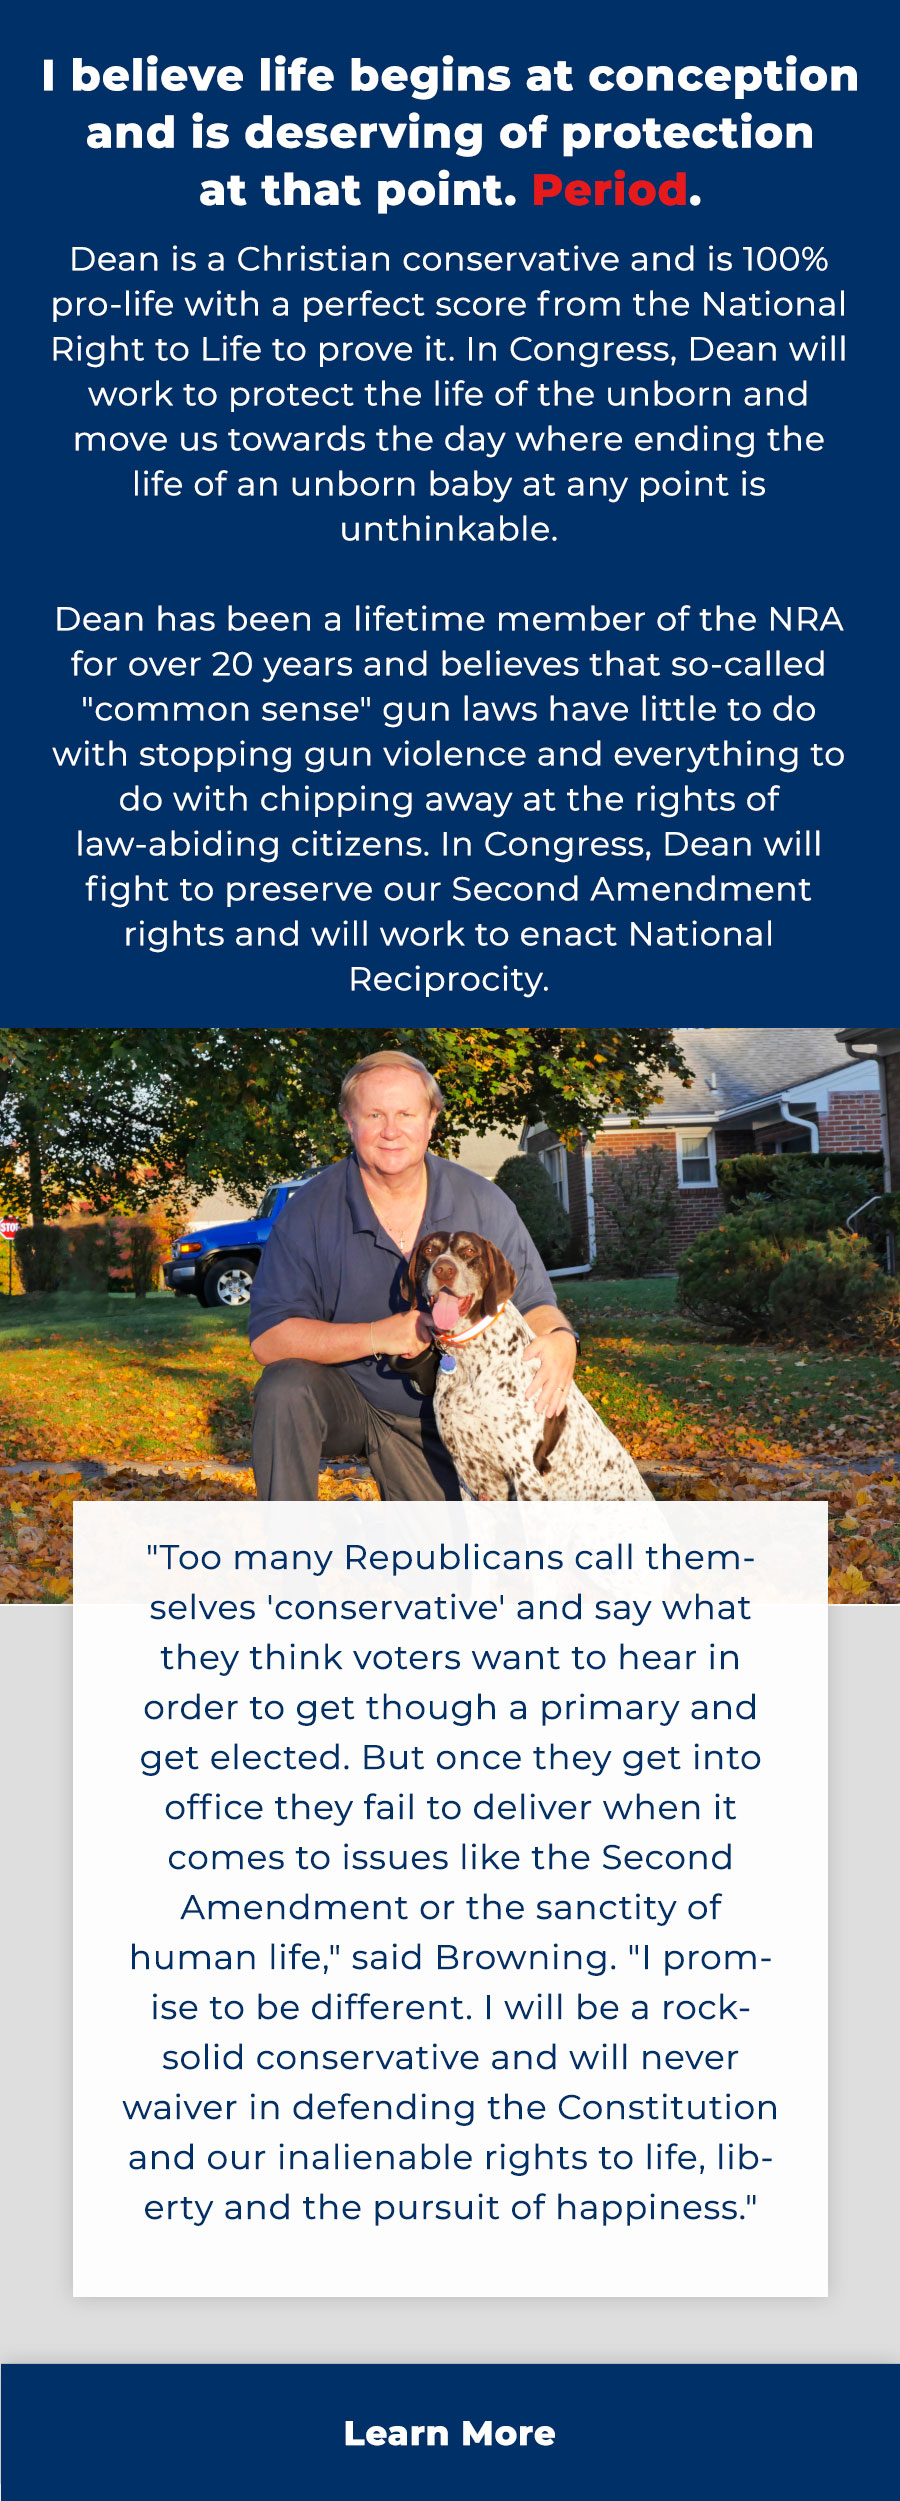 I believe life begins at conception
and is deserving of protection
at that point. Period.
Dean is a Christian conservative and is 100%
pro-life with a perfect score from the National
Right to Life to prove it. In Congress, Dean will
work to protect the life of the unborn and
move us towards the day where ending the
life of an unborn baby at any point is
unthinkable.
Dean has been a lifetime member of the NRA
for over 20 years and believes that so-called
"common sense" gun laws have little to do
with stopping gun violence and everything to
do with chipping away at the rights of
law-abiding citizens. In Congress, Dean will
fight to preserve our Second Amendment
rights and will work to enact National
Reciprocity.
STOP
"Too many Republicans call them-
selves 'conservative' and say what
they think voters want to hear in
order to get though a primary and
get elected. But once they get into
office they fail to deliver when it
comes to issues like the Second
Amendment or the sanctity of
human life," said Browning. "I prom-
ise to be different. I will be a rock-
solid conservative and will never
waiver in defending the Constitution
and our inalienable rights to life, lib-
erty and the pursuit of happiness."
Learn More